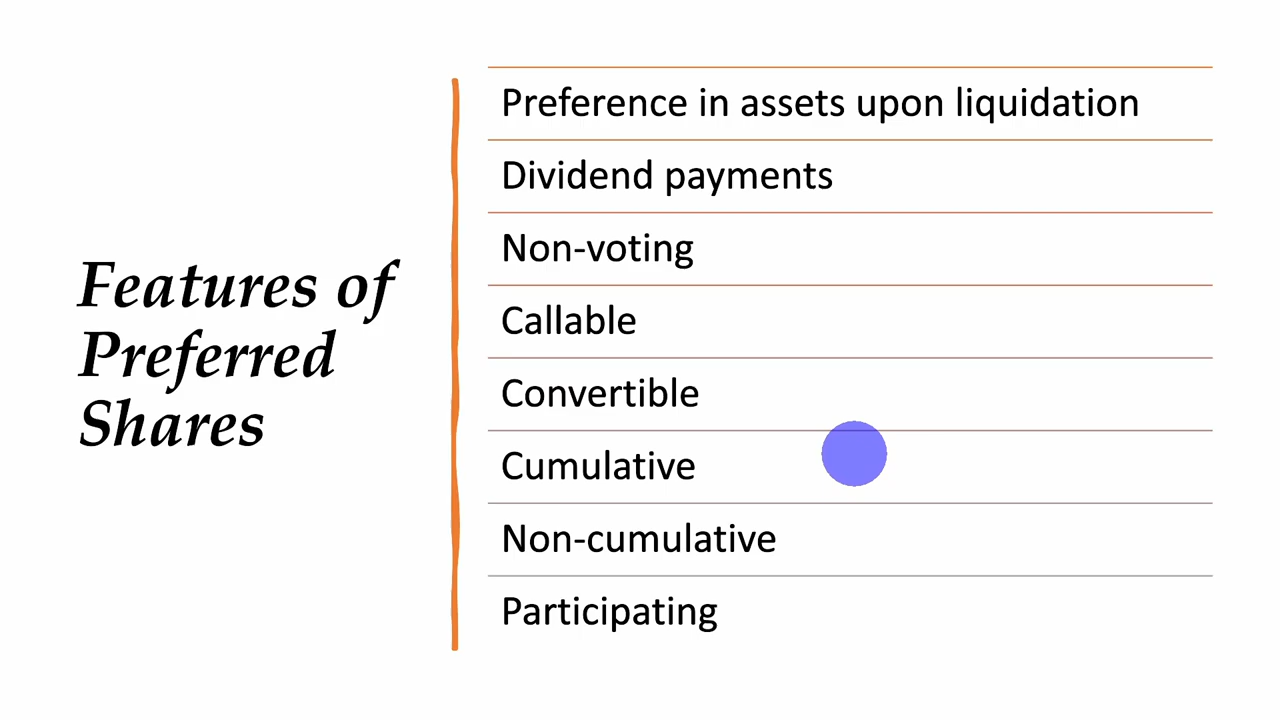 Features of
Preferred
Shares
Preference in assets upon liquidation
Dividend payments
Non-voting
Callable
Convertible
Cumulative
Non-cumulative
Participating